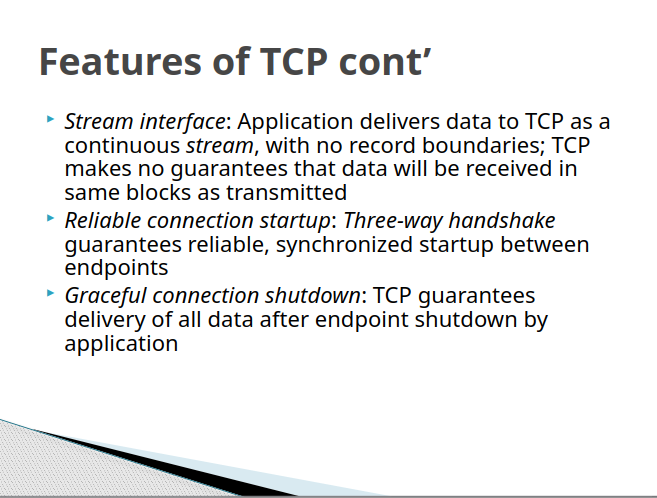 Features of TCP cont’
Stream interface: Application delivers data to TCP as a
continuous stream, with no record boundaries; TCP
makes no guarantees that data will be received in
same blocks as transmitted
Reliable connection startup: Three-way handshake
guarantees reliable, synchronized startup between
endpoints
Graceful connection shutdown: TCP guarantees
delivery of all data after endpoint shutdown by
application